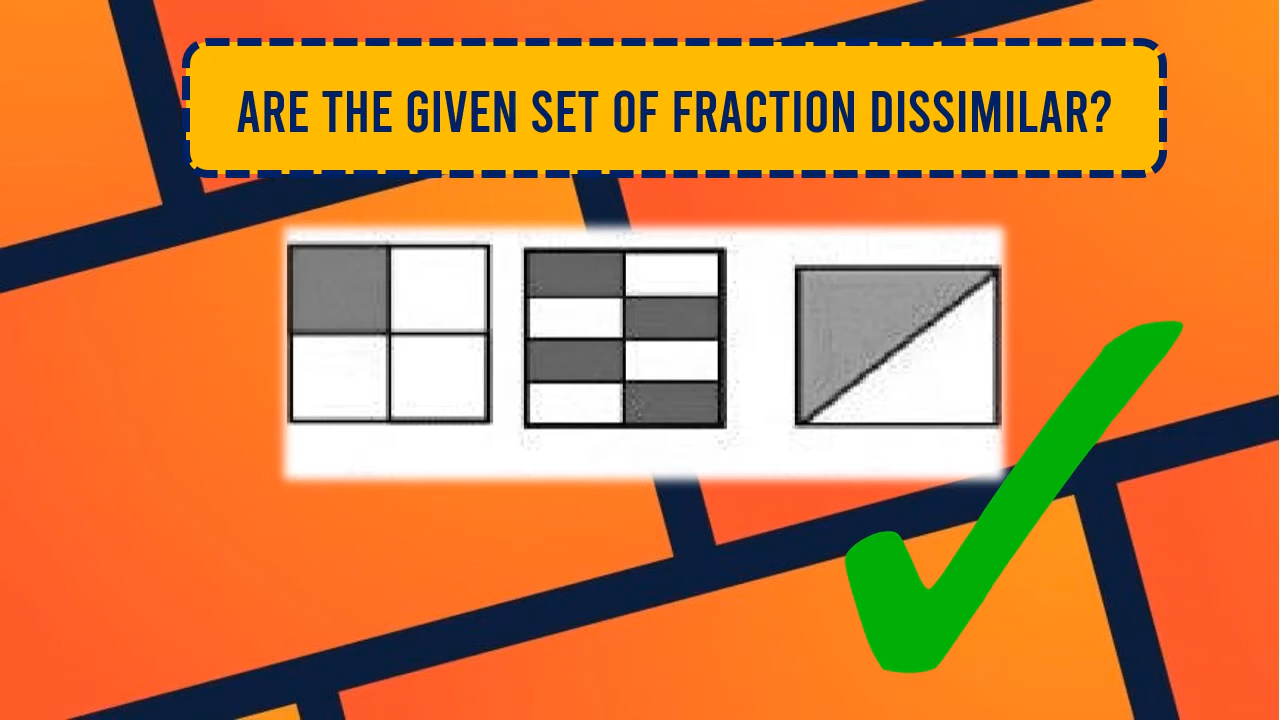 ARE THE GIVEN SET OF FRACTION DISSIMILAR?